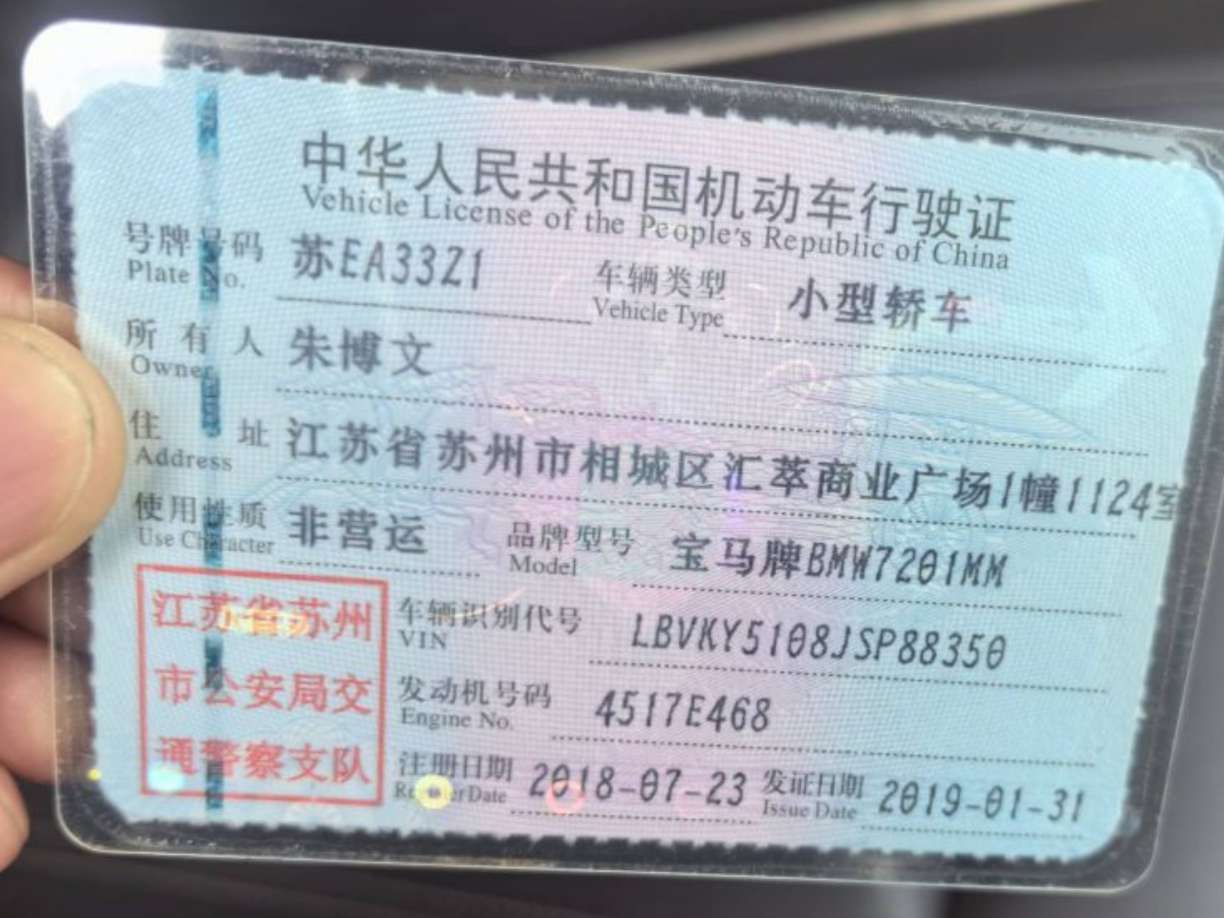 中华人民共和国机动车行驶证
Vehicle License of the People's Republic of China
号牌号码 苏EA33Z1 车辆类型 小型轿车
Plate No. Vehicle Type
所有人 朱博文
Owner
住址 江苏省苏州市相城区汇萃商业广场1幢1124室
Address
使用性质 非营运 品牌型号 宝马牌BMW7201MM
Use Character Model
江苏省苏州
市公安局交
通警察支队
车辆识别代号 LBVKY5108JSP88350
VIN
发动机号码 4517E468
Engine No.
注册日期 2018-07-23 发证日期 2019-01-31
Register Date Issue Date